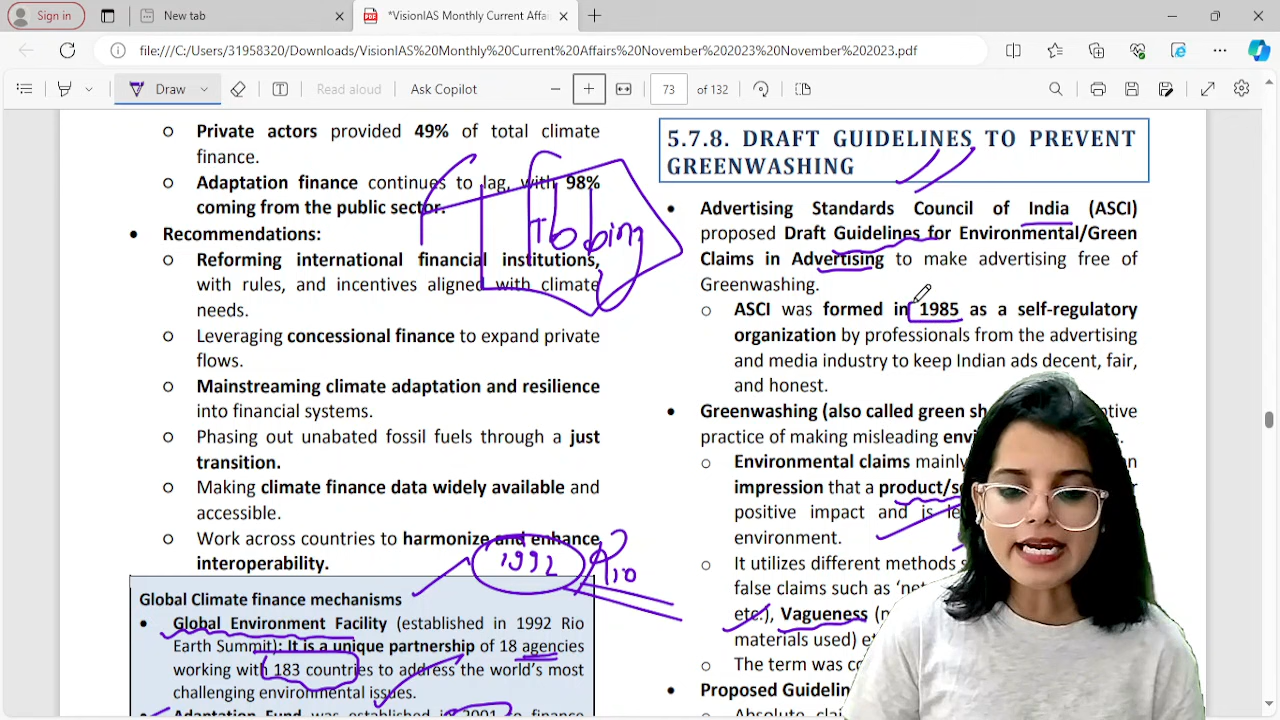 Sign in
New tab
*VisionIAS Monthly Current Affai
file:///C:/Users/31958320/Downloads/VisionIAS%20Monthly%20Current%20Affairs%20November%202023%20November%202023.pdf
Draw
Read aloud
Ask Copilot
73 of 132
Private actors provided 49% of total climate
finance.
Adaptation finance continues to lag, with 98%
coming from the public sector.
Recommendations:
Reforming international financial institutions,
with rules, and incentives aligned with climate
needs.
Leveraging concessional finance to expand private
flows.
Mainstreaming climate adaptation and resilience
into financial systems.
Phasing out unabated fossil fuels through a just
transition.
Making climate finance data widely available and
accessible.
Work across countries to harmonize and enhance
interoperability.
1992 Rio
Global Climate finance mechanisms
Global Environment Facility (established in 1992 Rio
Earth Summit): It is a unique partnership of 18 agencies
working with 183 countries to address the world's most
challenging environmental issues.
Adaptation Fund was established in 2001 to finance
5.7.8. DRAFT GUIDELINES TO PREVENT
GREENWASHING
Advertising Standards Council of India (ASCI)
proposed Draft Guidelines for Environmental/Green
Claims in Advertising to make advertising free of
Greenwashing.
ASCI was formed in 1985 as a self-regulatory
organization by professionals from the advertising
and media industry to keep Indian ads decent, fair,
and honest.
Greenwashing (also called green
practice of making misleading
Environmental claims
impression that a
positive impact and is
environment.
It utilizes different methods
false claims such as
etc.), Vagueness
materials used)
The term was
Proposed
Absolute